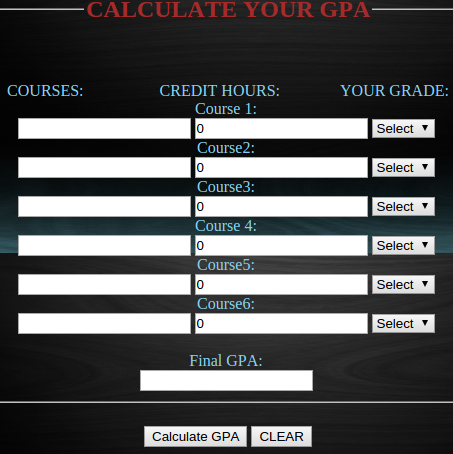 CALCULATE YOUR GPA
COURSES: CREDIT HOURS: YOUR GRADE:
Course 1:
0 Select
Course2:
0 Select
Course3:
0 Select
Course 4:
0 Select
Course5:
0 Select
Course6:
0 Select
Final GPA:
Calculate GPA CLEAR